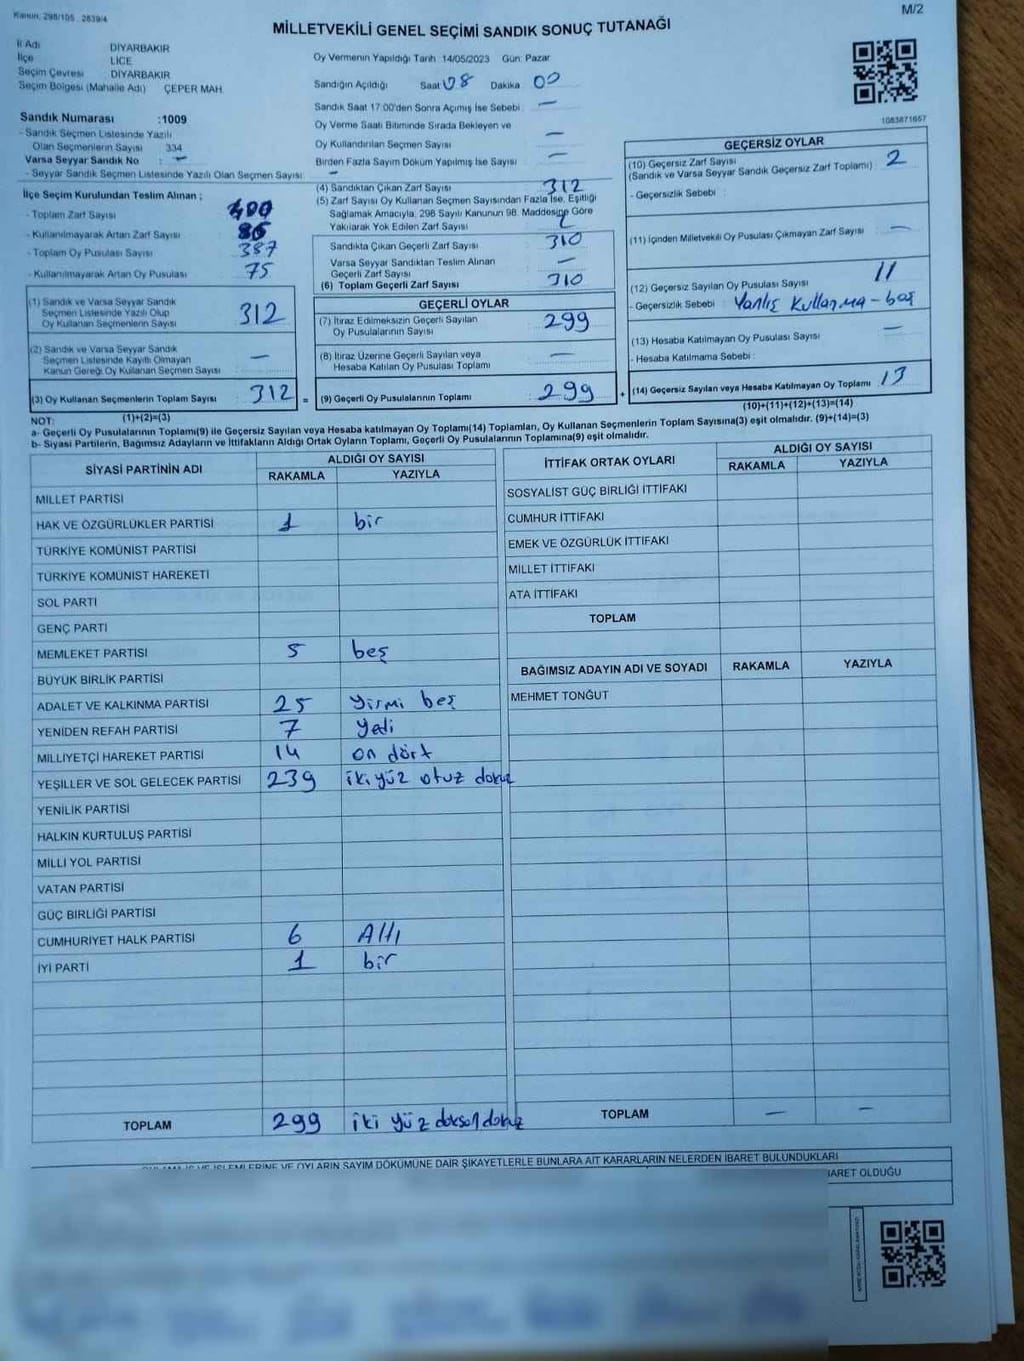 Kanun, 298/105 . 2839/4
M/2
MİLLETVEKİLİ GENEL SEÇİMİ SANDIK SONUÇ TUTANAĞI
İl Adı DİYARBAKIR
İlçe LİCE
Seçim Çevresi DİYARBAKIR
Seçim Bölgesi (Mahalle Adı) ÇEPER MAH.
Sandık Numarası :1009
- Sandık Seçmen Listesinde Yazılı
Olan Seçmenlerin Sayısı 334
Varsa Seyyar Sandık No : -
- Seyyar Sandık Seçmen Listesinde Yazılı Olan Seçmen Sayısı: -
İlçe Seçim Kurulundan Teslim Alınan :
- Toplam Zarf Sayısı 400
- Kullanılmayarak Artan Zarf Sayısı
- Toplam Oy Pusulası Sayısı 387
- Kullanılmayarak Artan Oy Pusulası 75
(1) Sandık ve Varsa Seyyar Sandık
Seçmen Listesinde Yazılı Olup
Oy Kullanan Seçmenlerin Sayısı 312
(2) Sandık ve Varsa Seyyar Sandık
Seçmen Listesinde Kayıtlı Olmayan
Kanun Gereği Oy Kullanan Seçmen Sayısı -
(3) Oy Kullanan Seçmenlerin Toplam Sayısı 312 =
(1)+(2)=(3)
Oy Vermenin Yapıldığı Tarih 14/05/2023 Gün: Pazar
Sandığın Açıldığı Saat 08 Dakika 00
Sandık Saat 17:00'den Sonra Açımış İse Sebebi -
Oy Verme Saati Bitiminde Sırada Bekleyen ve
Oy Kullandırılan Seçmen Sayısı -
Birden Fazla Sayım Döküm Yapılmış İse Sayısı -
(4) Sandıktan Çıkan Zarf Sayısı 312
(5) Zarf Sayısı Oy Kullanan Seçmen Sayısından Fazla İse, Eşitliği
Sağlamak Amacıyla, 298 Sayılı Kanunun 98. Maddesine Göre
Yakılarak Yok Edilen Zarf Sayısı
Sandıkta Çıkan Geçerli Zarf Sayısı 310
Varsa Seyyar Sandıktan Teslim Alınan
Geçerli Zarf Sayısı -
(6) Toplam Geçerli Zarf Sayısı 310
GEÇERLİ OYLAR
(7) İtiraz Edilmeksizin Geçerli Sayılan
Oy Pusulalarının Sayısı 299
(8) İtiraz Üzerine Geçerli Sayılan veya
Hesaba Katılan Oy Pusulası Toplamı -
(9) Geçerli Oy Pusulalarının Toplamı 299 +
1083871657
GEÇERSİZ OYLAR
(10) Geçersiz Zarf Sayısı
(Sandık ve Varsa Seyyar Sandık Geçersiz Zarf Toplamı) : 2
- Geçersizlik Sebebi :
(11) İçinden Milletvekili Oy Pusulası Çıkmayan Zarf Sayısı -
(12) Geçersiz Sayılan Oy Pusulası Sayısı 11
- Geçersizlik Sebebi : Yanlış kullanma - boş
(13) Hesaba Katılmayan Oy Pusulası Sayısı -
- Hesaba Katılmama Sebebi :
(14) Geçersiz Sayılan veya Hesaba Katılmayan Oy Toplamı 13
(10)+(11)+(12)+(13)=(14)
NOT:
a- Geçerli Oy Pusulalarının Toplamı(9) ile Geçersiz Sayılan veya Hesaba katılmayan Oy Toplamı(14) Toplamları, Oy Kullanan Seçmenlerin Toplam Sayısına(3) eşit olmalıdır. (9)+(14)=(3)
b- Siyasi Partilerin, Bağımsız Adayların ve İttifakların Aldığı Ortak Oyların Toplamı, Geçerli Oy Pusulalarının Toplamına(9) eşit olmalıdır.
SİYASİ PARTİNİN ADI ALDIĞI OY SAYISI
RAKAMLA YAZIYLA
MİLLET PARTİSİ
HAK VE ÖZGÜRLÜKLER PARTİSİ 1 bir
TÜRKİYE KOMÜNİST PARTİSİ
TÜRKİYE KOMÜNİST HAREKETİ
SOL PARTİ
GENÇ PARTİ
MEMLEKET PARTİSİ 5 beş
BÜYÜK BİRLİK PARTİSİ
ADALET VE KALKINMA PARTİSİ 25 yirmi beş
YENİDEN REFAH PARTİSİ 7 yedi
MİLLİYETÇİ HAREKET PARTİSİ 14 on dört
YEŞİLLER VE SOL GELECEK PARTİSİ 239 iki yüz otuz dokuz
YENİLİK PARTİSİ
HALKIN KURTULUŞ PARTİSİ
MİLLİ YOL PARTİSİ
VATAN PARTİSİ
GÜÇ BİRLİĞİ PARTİSİ
CUMHURİYET HALK PARTİSİ 6 Altı
İYİ PARTİ 1 bir
TOPLAM 299 iki yüz doksan dokuz
İTTİFAK ORTAK OYLARI ALDIĞI OY SAYISI
RAKAMLA YAZIYLA
SOSYALİST GÜÇ BİRLİĞİ İTTİFAKI
CUMHUR İTTİFAKI
EMEK VE ÖZGÜRLÜK İTTİFAKI
MİLLET İTTİFAKI
ATA İTTİFAKI
TOPLAM
BAĞIMSIZ ADAYIN ADI VE SOYADI RAKAMLA YAZIYLA
MEHMET TONĞUT
TOPLAM - -
OYLARIN SAYIM DÖKÜMÜNE DAİR ŞİKAYETLERLE BUNLARA AİT KARARLARIN NELERDEN İBARET BULUNDUKLARI
İBARET OLDUĞU